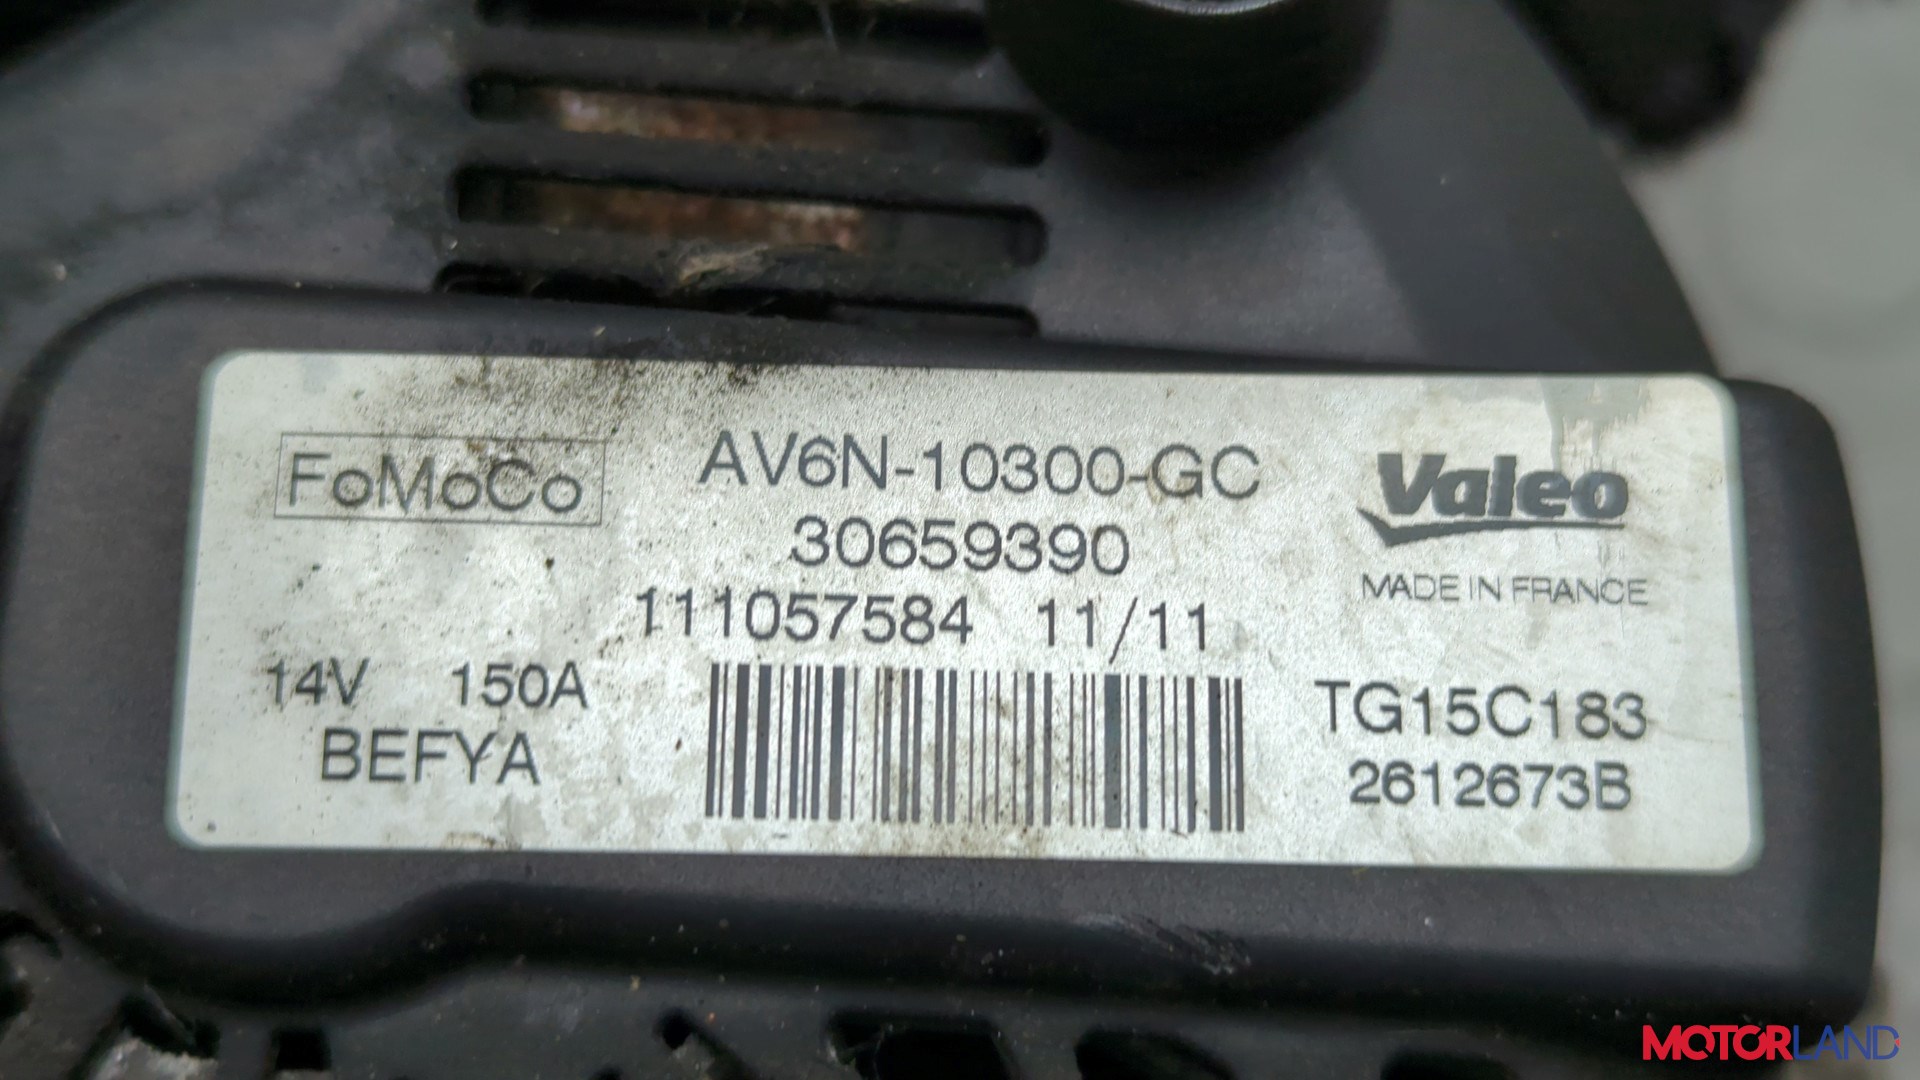 FoMoCo
AV6N-10300-GC
30659390
111057584 11/11
Valeo
MADE IN FRANCE
14V 150A
BEFYA
TG15C183
2612673B
MOTORLAND